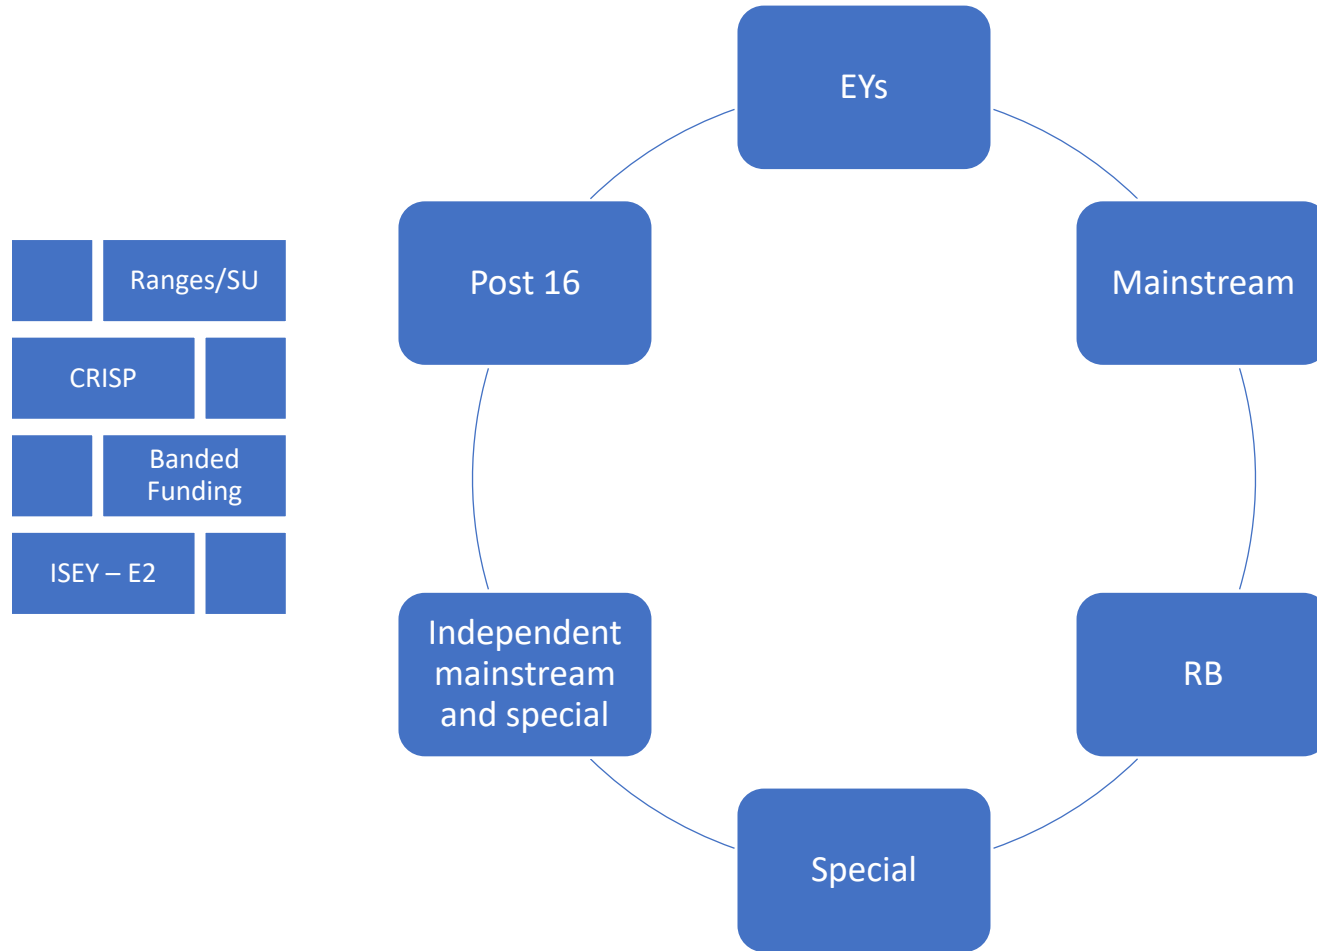 Ranges/SU
CRISP
Banded
Funding
ISEY – E2
EYs
Mainstream
RB
Special
Independent
mainstream
and special
Post 16